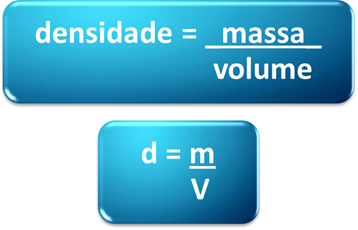 densidade = massa
volume
d = m
V